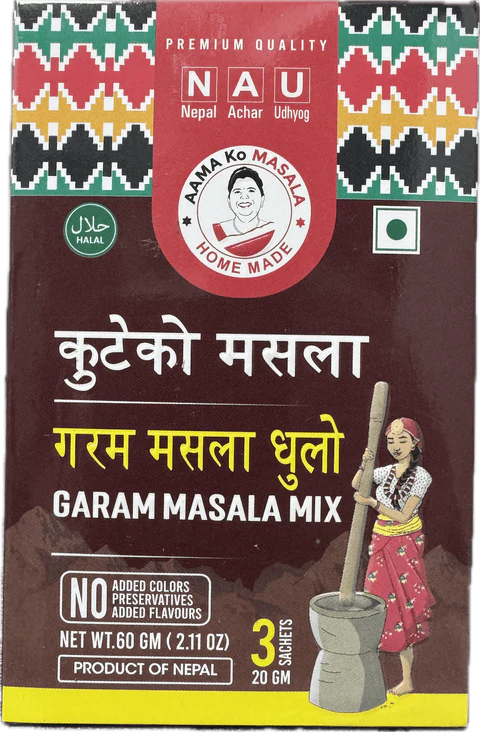 PREMIUM QUALITY
N A U
Nepal Achar Udhyog
AAMA Ko MASALA
HOME MADE
حلال
HALAL
कुटेको मसला
गरम मसला धुलो
GARAM MASALA MIX
NO ADDED COLORS
PRESERVATIVES
ADDED FLAVOURS
NET WT.60 GM ( 2.11 OZ)
PRODUCT OF NEPAL
3 SACHETS
20 GM